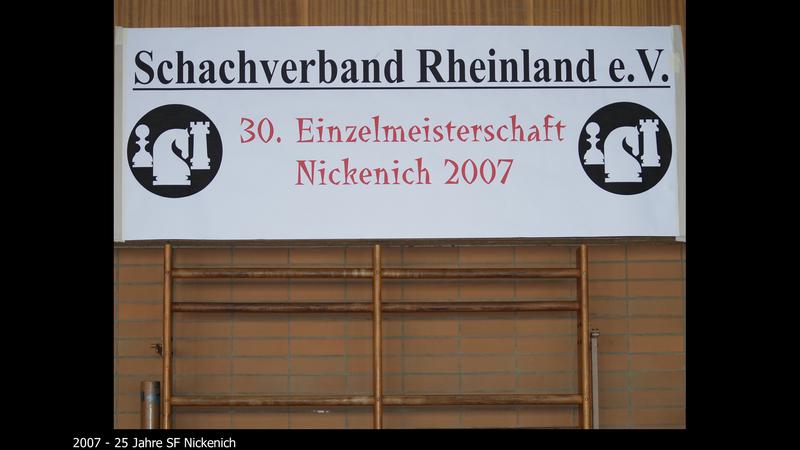 Schachverband Rheinland e.V.
30. Einzelmeisterschaft
Nickenich 2007
2007 - 25 Jahre SF Nickenich